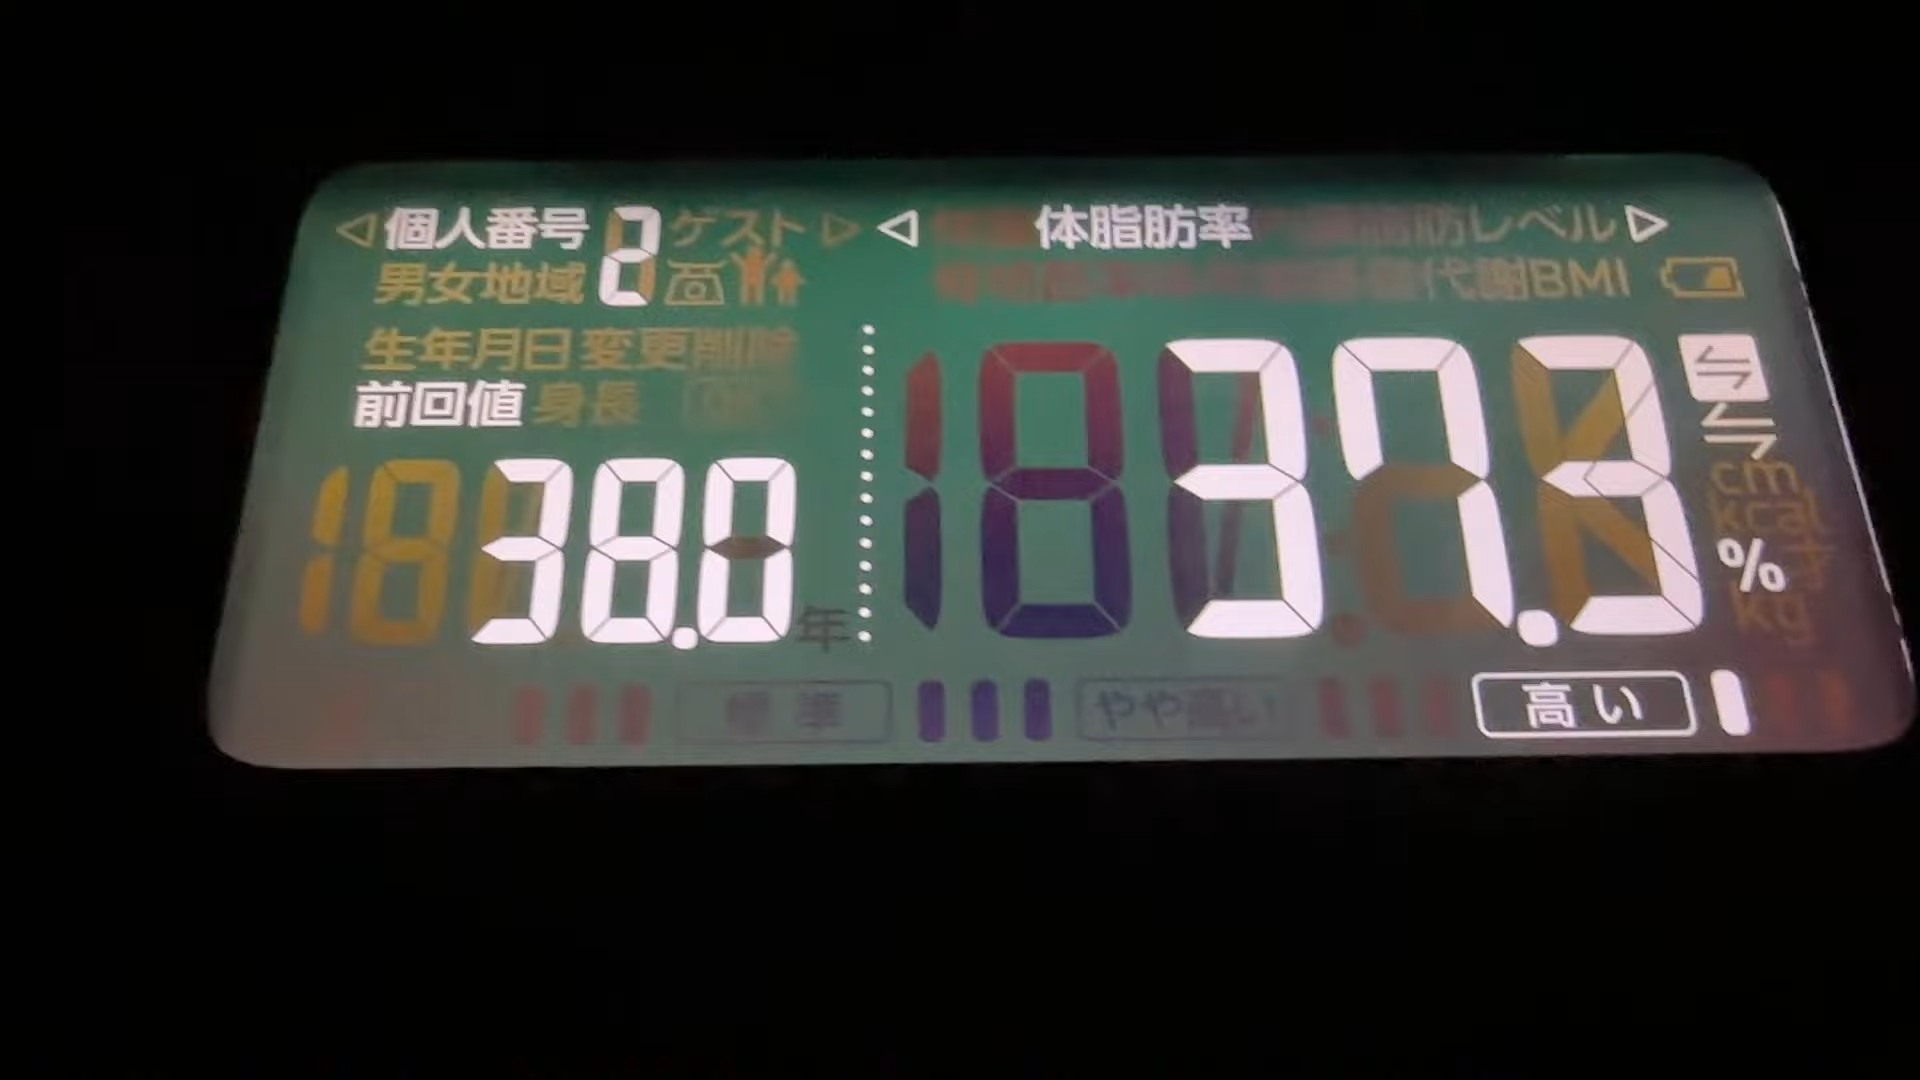 個人番号 2 ゲスト
男女地域
生年月日 変更削除
前回値 身長
38.0 年
体脂肪率 脂肪レベル
代謝BMI
37.3 %
cm
kcal
kg
標準 やや高い 高い